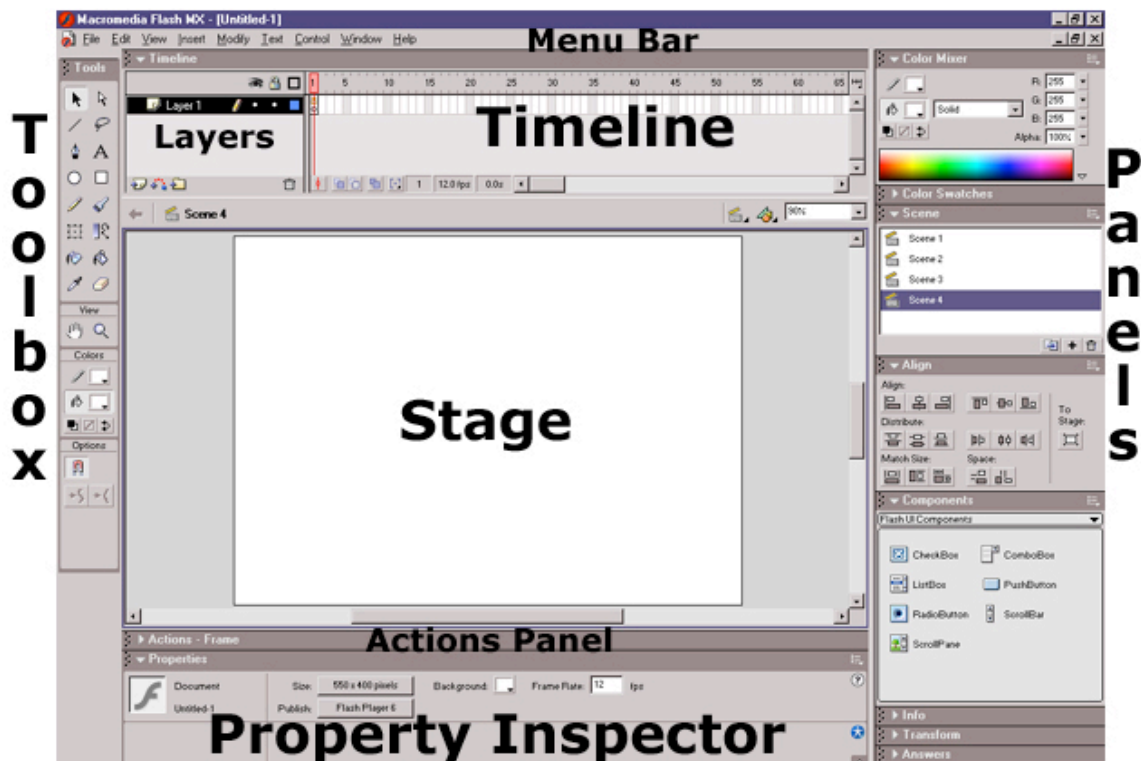 Macromedia Flash MX - [Untitled-1]
File Edit View Insert Modify Text Control Window Help
Menu Bar
Toolbox
Tools
View
Colors
Options
Timeline
1 5 10 15 20 25 30 35 40 45 50 55 60 65
Layer 1
Layers
Timeline
1 12.0 fps 0.0s
Scene 4
98%
Stage
Actions - Frame
Actions Panel
Properties
Document
Untitled-1
Size: 550 x 400 pixels Background: Frame Rate: 12 fps
Publish: Flash Player 6
Property Inspector
Panels
Color Mixer
R: 255
Solid
G: 255
B: 255
Alpha: 100%
Color Swatches
Scene
Scene 1
Scene 2
Scene 3
Scene 4
Align
Align:
To Stage:
Distribute:
Match Size: Space:
Components
Flash UI Components
CheckBox ComboBox
ListBox PushButton
RadioButton ScrollBar
ScrollPane
Info
Transform
Answers